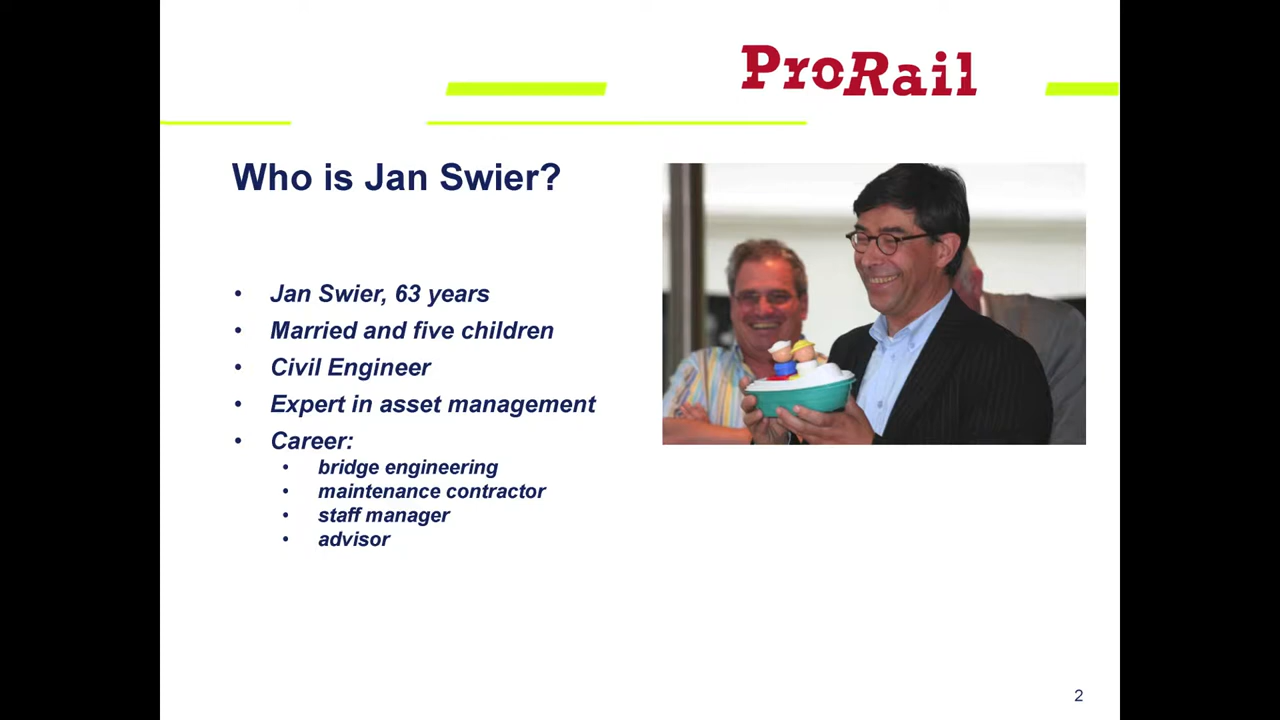 ProRail
Who is Jan Swier?
• Jan Swier, 63 years
• Married and five children
• Civil Engineer
• Expert in asset management
• Career:
• bridge engineering
• maintenance contractor
• staff manager
• advisor
2